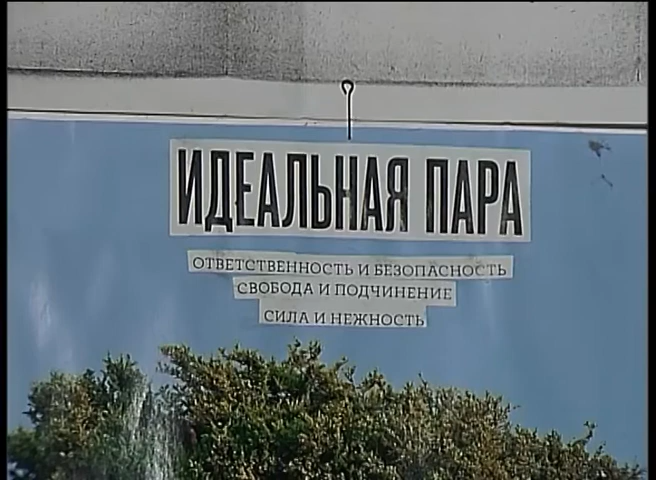 ИДЕАЛЬНАЯ ПАРА
ОТВЕТСТВЕННОСТЬ И БЕЗОПАСНОСТЬ
СВОБОДА И ПОДЧИНЕНИЕ
СИЛА И НЕЖНОСТЬ